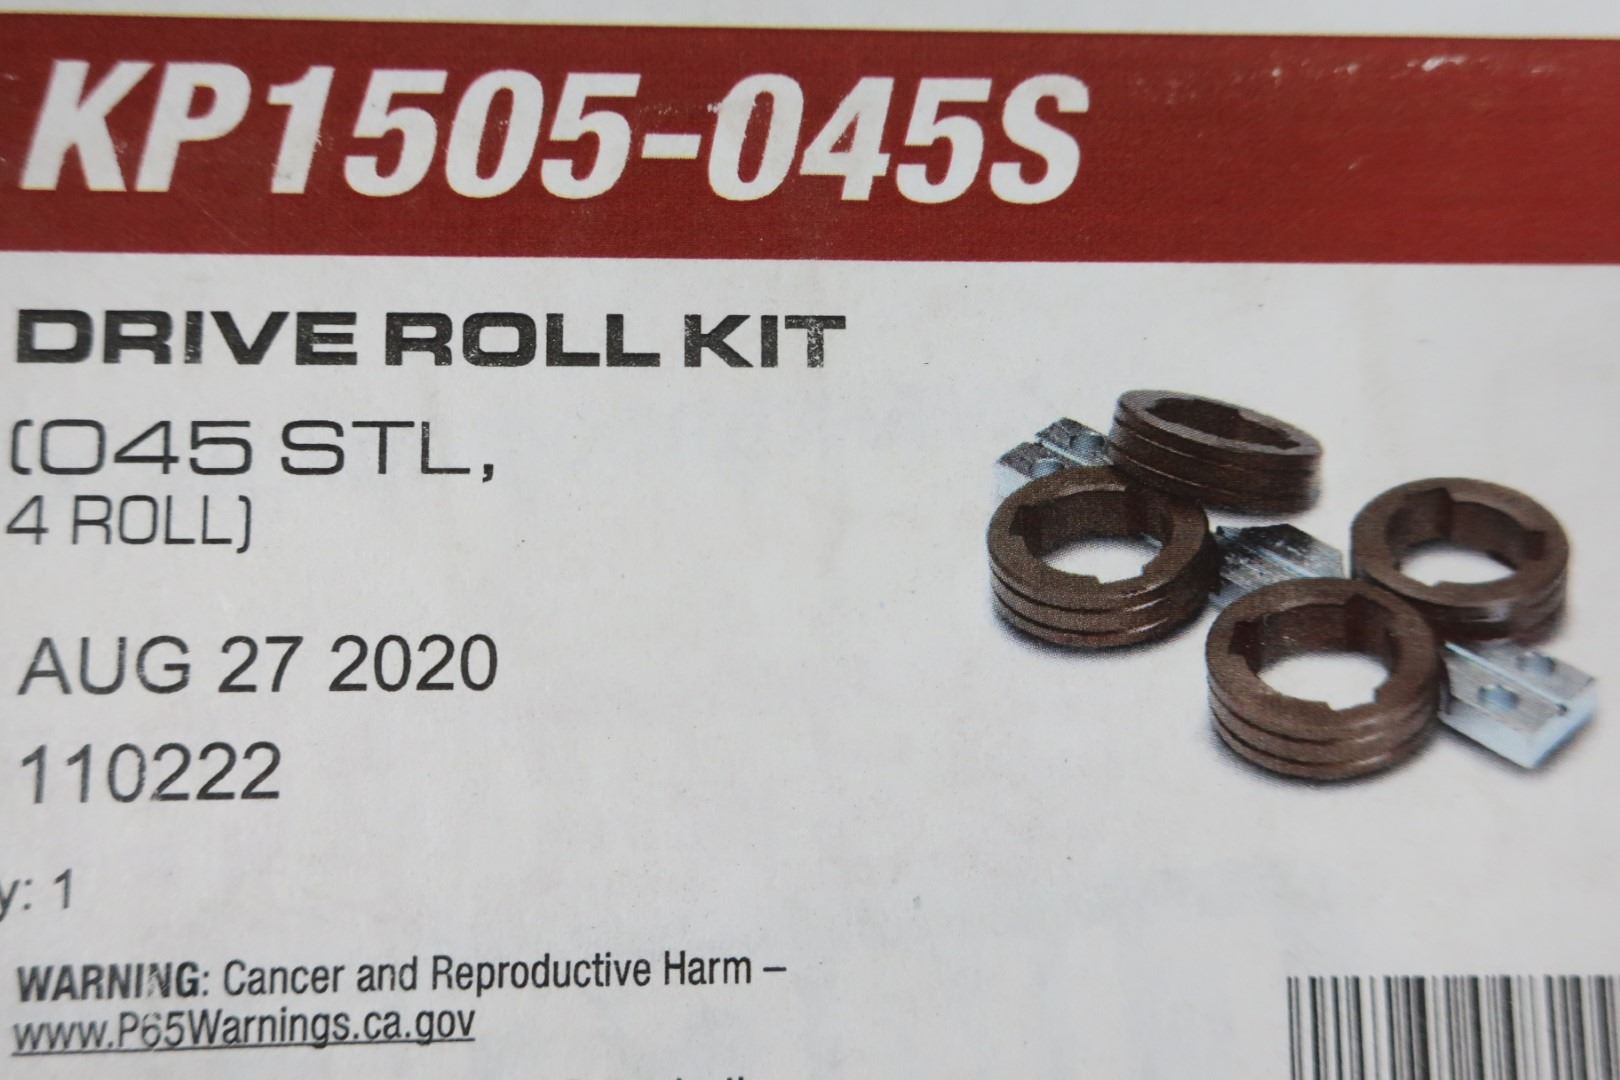 KP1505-045S
DRIVE ROLL KIT
(045 STL,
4 ROLL)
AUG 27 2020
110222
y: 1
WARNING: Cancer and Reproductive Harm –
www.P65Warnings.ca.gov